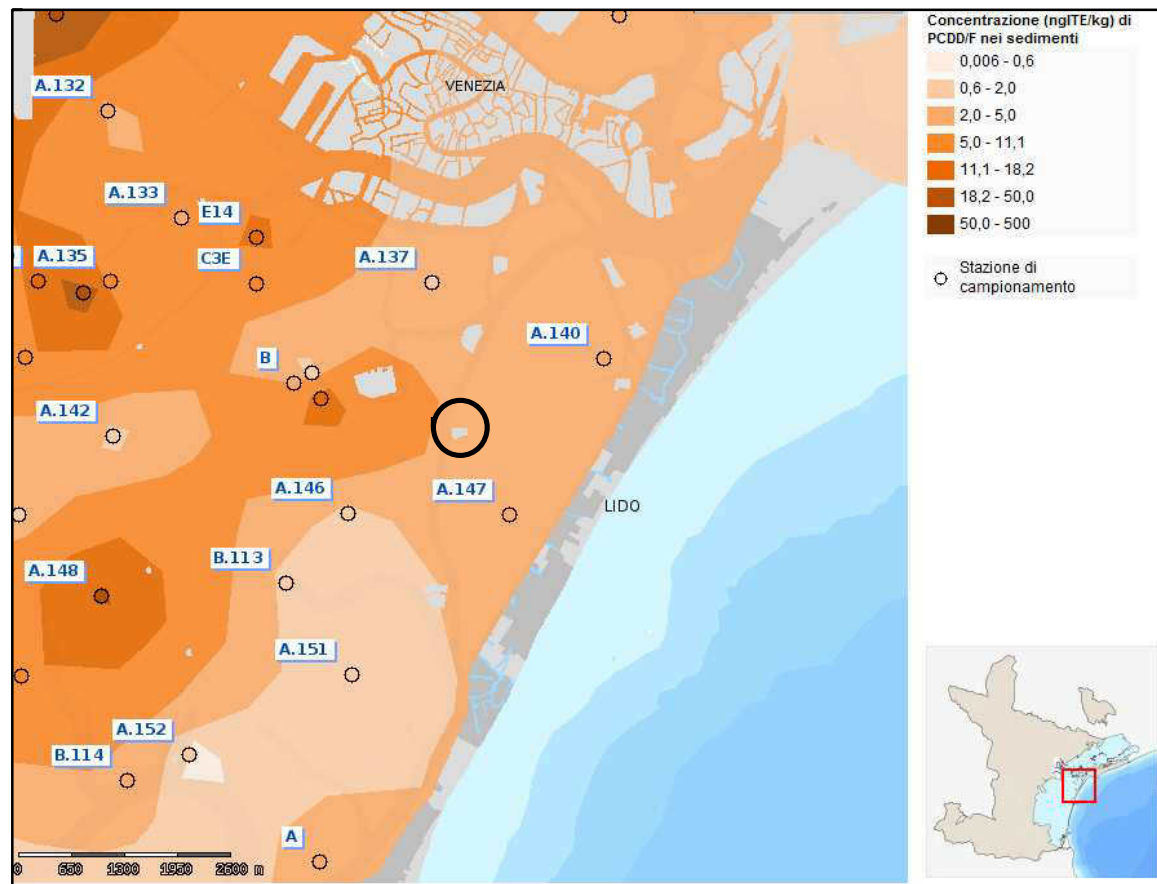 VENEZIA
A.132
A.133
E14
A.135
C3E
A.137
A.140
B
A.142
A.146
A.147
LIDO
B.113
A.148
A.151
A.152
B.114
A
0 650 1300 1950 2600 m
Concentrazione (ngITE/kg) di
PCDD/F nei sedimenti
0,006 - 0,6
0,6 - 2,0
2,0 - 5,0
5,0 - 11,1
11,1 - 18,2
18,2 - 50,0
50,0 - 500
Stazione di
campionamento